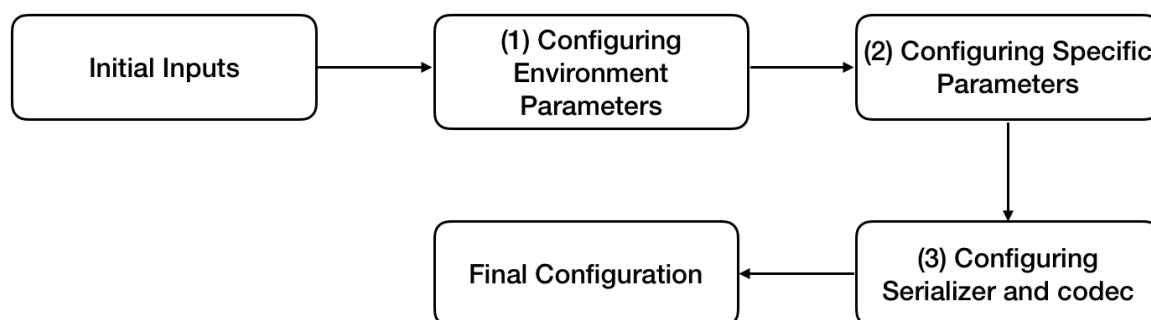 Initial Inputs
(1) Configuring
Environment
Parameters
(2) Configuring Specific
Parameters
(3) Configuring
Serializer and codec
Final Configuration